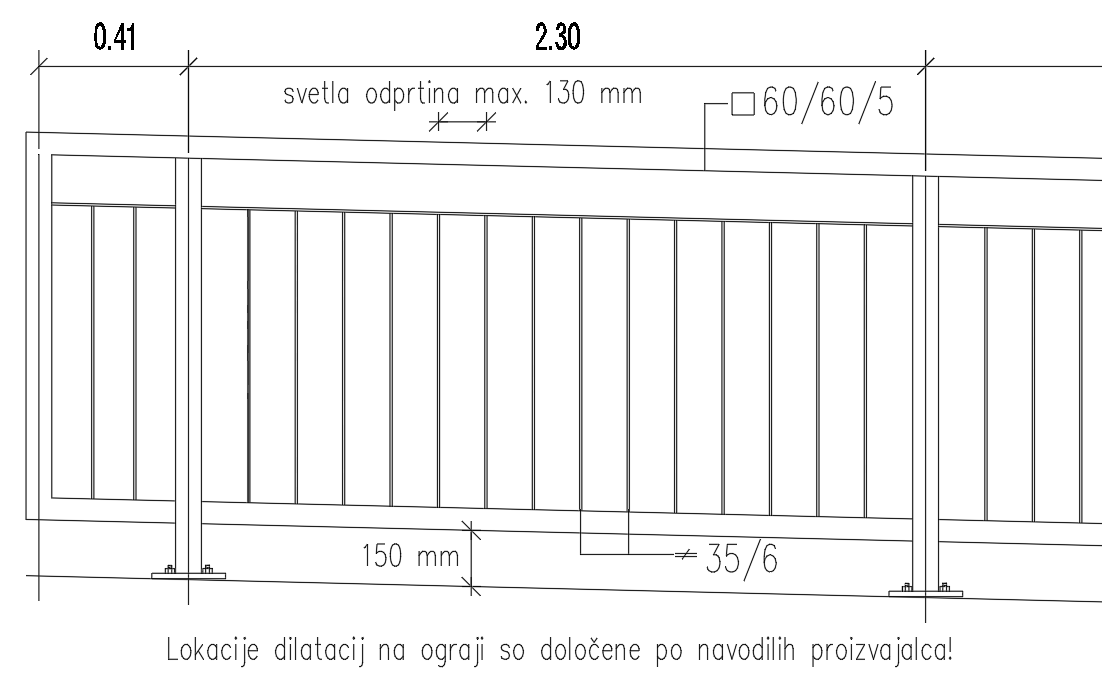 0.41 2.30
svetla odprtina max. 130 mm
□60/60/5
150 mm
35/6
Lokacije dilatacij na ograji so določene po navodilih proizvajalca!